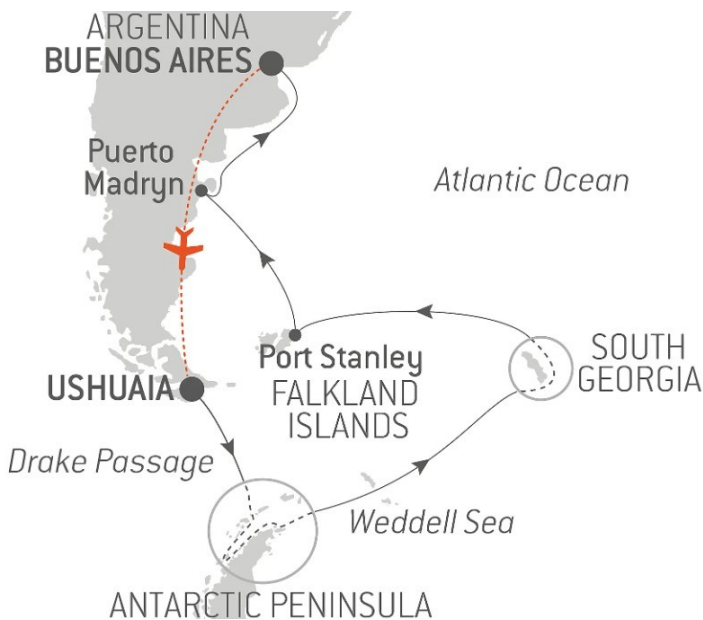 ARGENTINA
BUENOS AIRES
Puerto
Madryn
Atlantic Ocean
Port Stanley
FALKLAND
ISLANDS
SOUTH
GEORGIA
USHUAIA
Drake Passage
Weddell Sea
ANTARCTIC PENINSULA